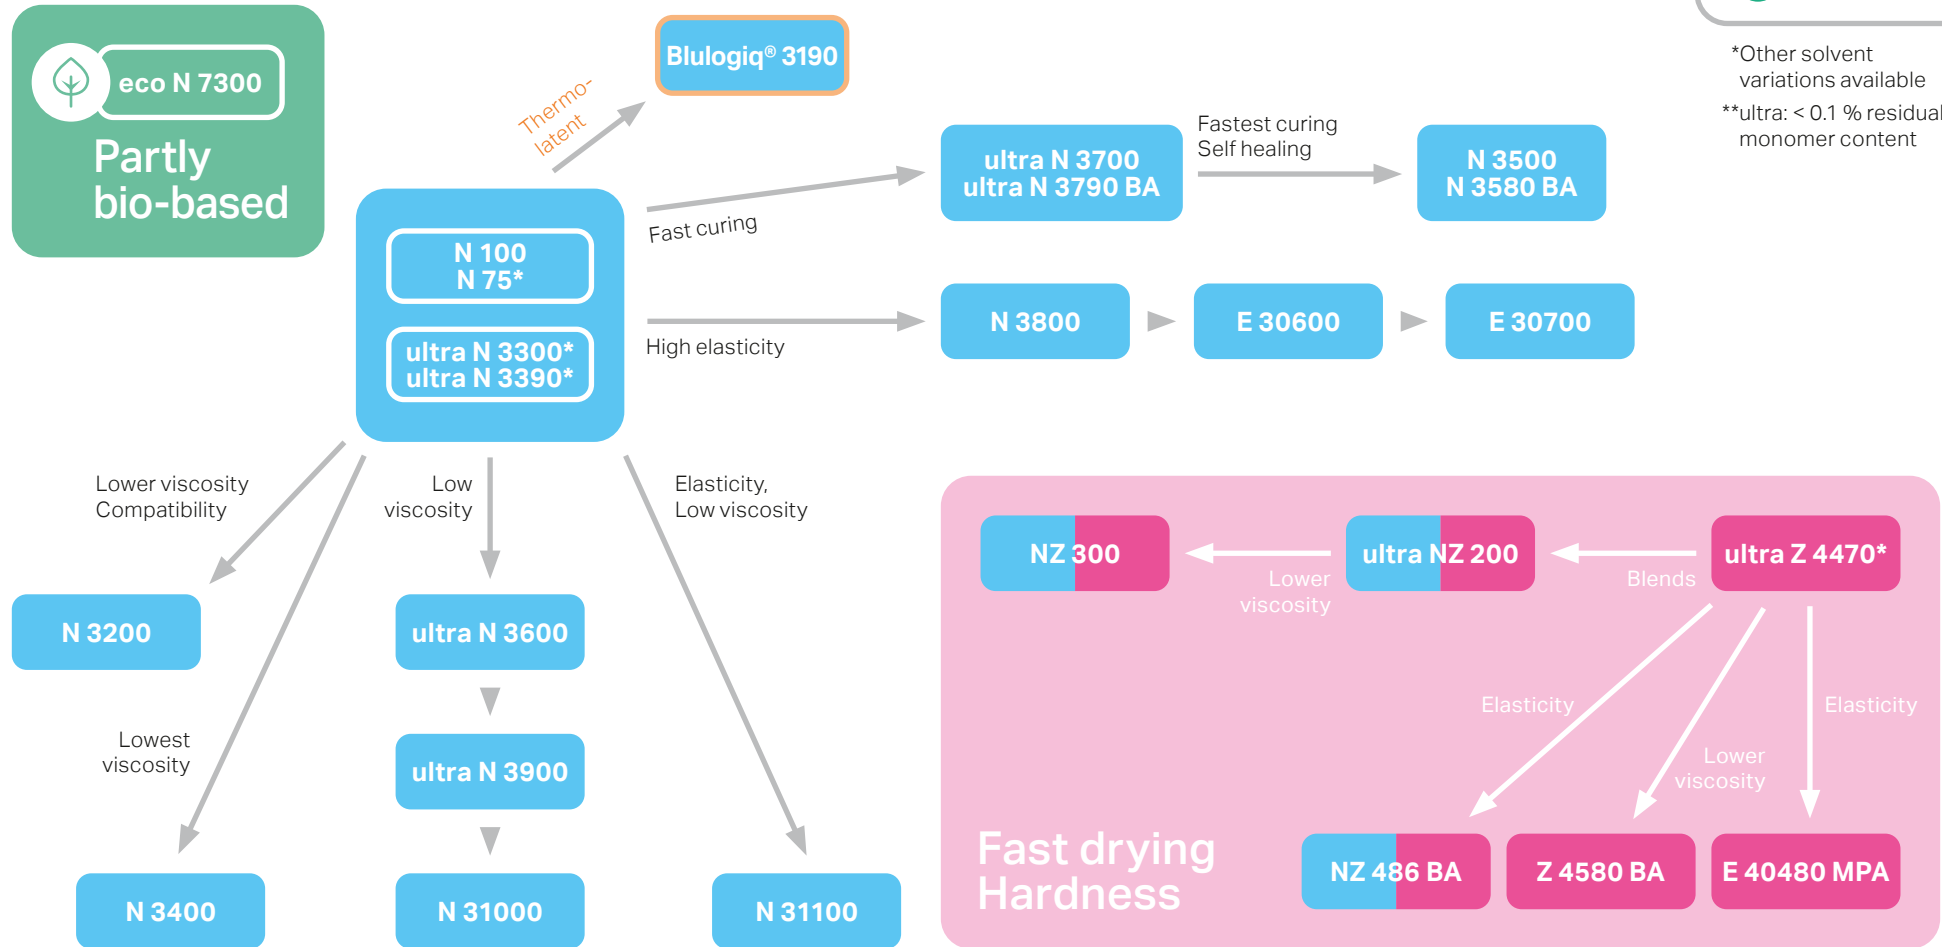 eco N 7300
Partly
bio-based
Blulogiq® 3190
Thermo-
latent
*Other solvent
variations available
**ultra: < 0.1 % residual
monomer content
N 100
N 75*
ultra N 3300*
ultra N 3390*
Fast curing
ultra N 3700
ultra N 3790 BA
Fastest curing
Self healing
N 3500
N 3580 BA
High elasticity
N 3800
E 30600
E 30700
Lower viscosity
Compatibility
N 3200
Lowest
viscosity
N 3400
Low
viscosity
ultra N 3600
ultra N 3900
N 31000
Elasticity,
Low viscosity
N 31100
NZ 300
Lower
viscosity
ultra NZ 200
Blends
ultra Z 4470*
Elasticity
Lower
viscosity
Elasticity
Fast drying
Hardness
NZ 486 BA
Z 4580 BA
E 40480 MPA